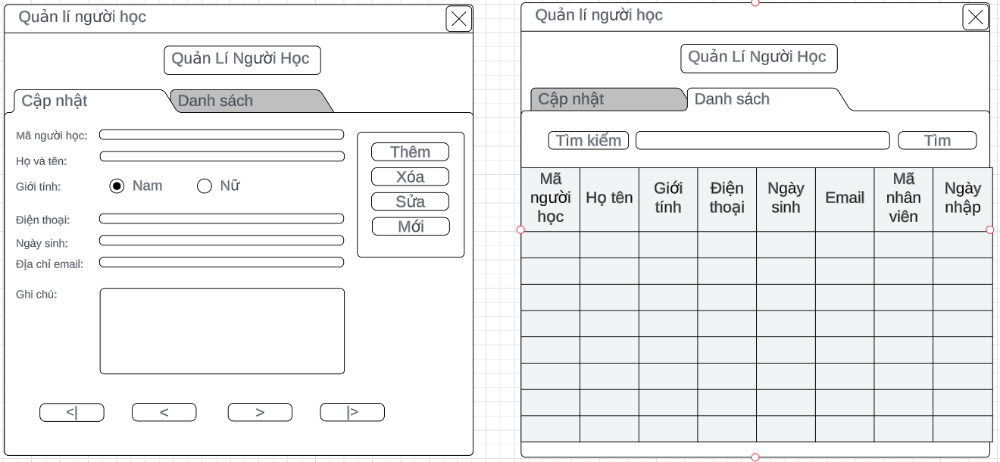 Quản lí người học
Quản Lí Người Học
Cập nhật
Danh sách
Mã người học:
Họ và tên:
Giới tính:
Nam
Nữ
Điện thoại:
Ngày sinh:
Địa chỉ email:
Ghi chú:
Thêm
Xóa
Sửa
Mới
<|
<
>
|>
Quản lí người học
Quản Lí Người Học
Cập nhật
Danh sách
Tìm kiếm
Tìm
Mã
người
học
Họ tên
Giới
tính
Điện
thoại
Ngày
sinh
Email
Mã
nhân
viên
Ngày
nhập